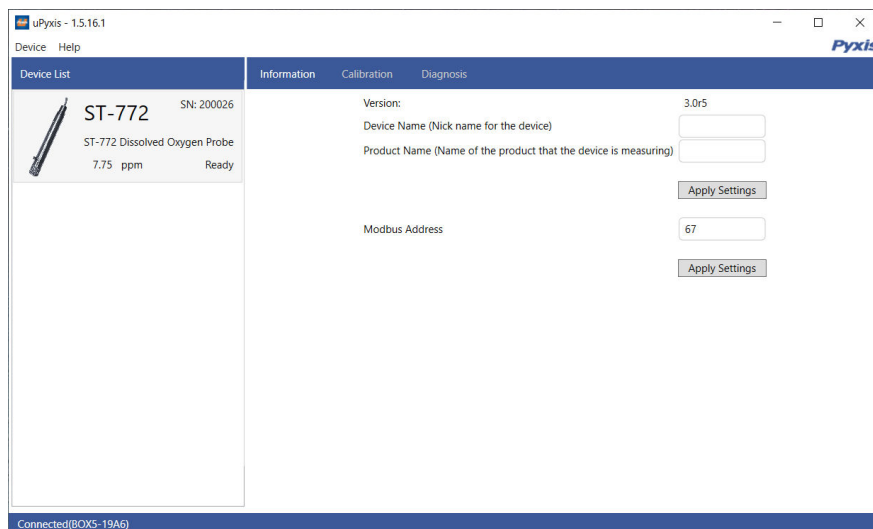 uPyxis - 1.5.16.1
Device Help
Pyxis
Device List
Information Calibration Diagnosis
ST-772 SN: 200026
ST-772 Dissolved Oxygen Probe
7.75 ppm Ready
Version: 3.0r5
Device Name (Nick name for the device)
Product Name (Name of the product that the device is measuring)
Apply Settings
Modbus Address 67
Apply Settings
Connected(BOX5-19A6)